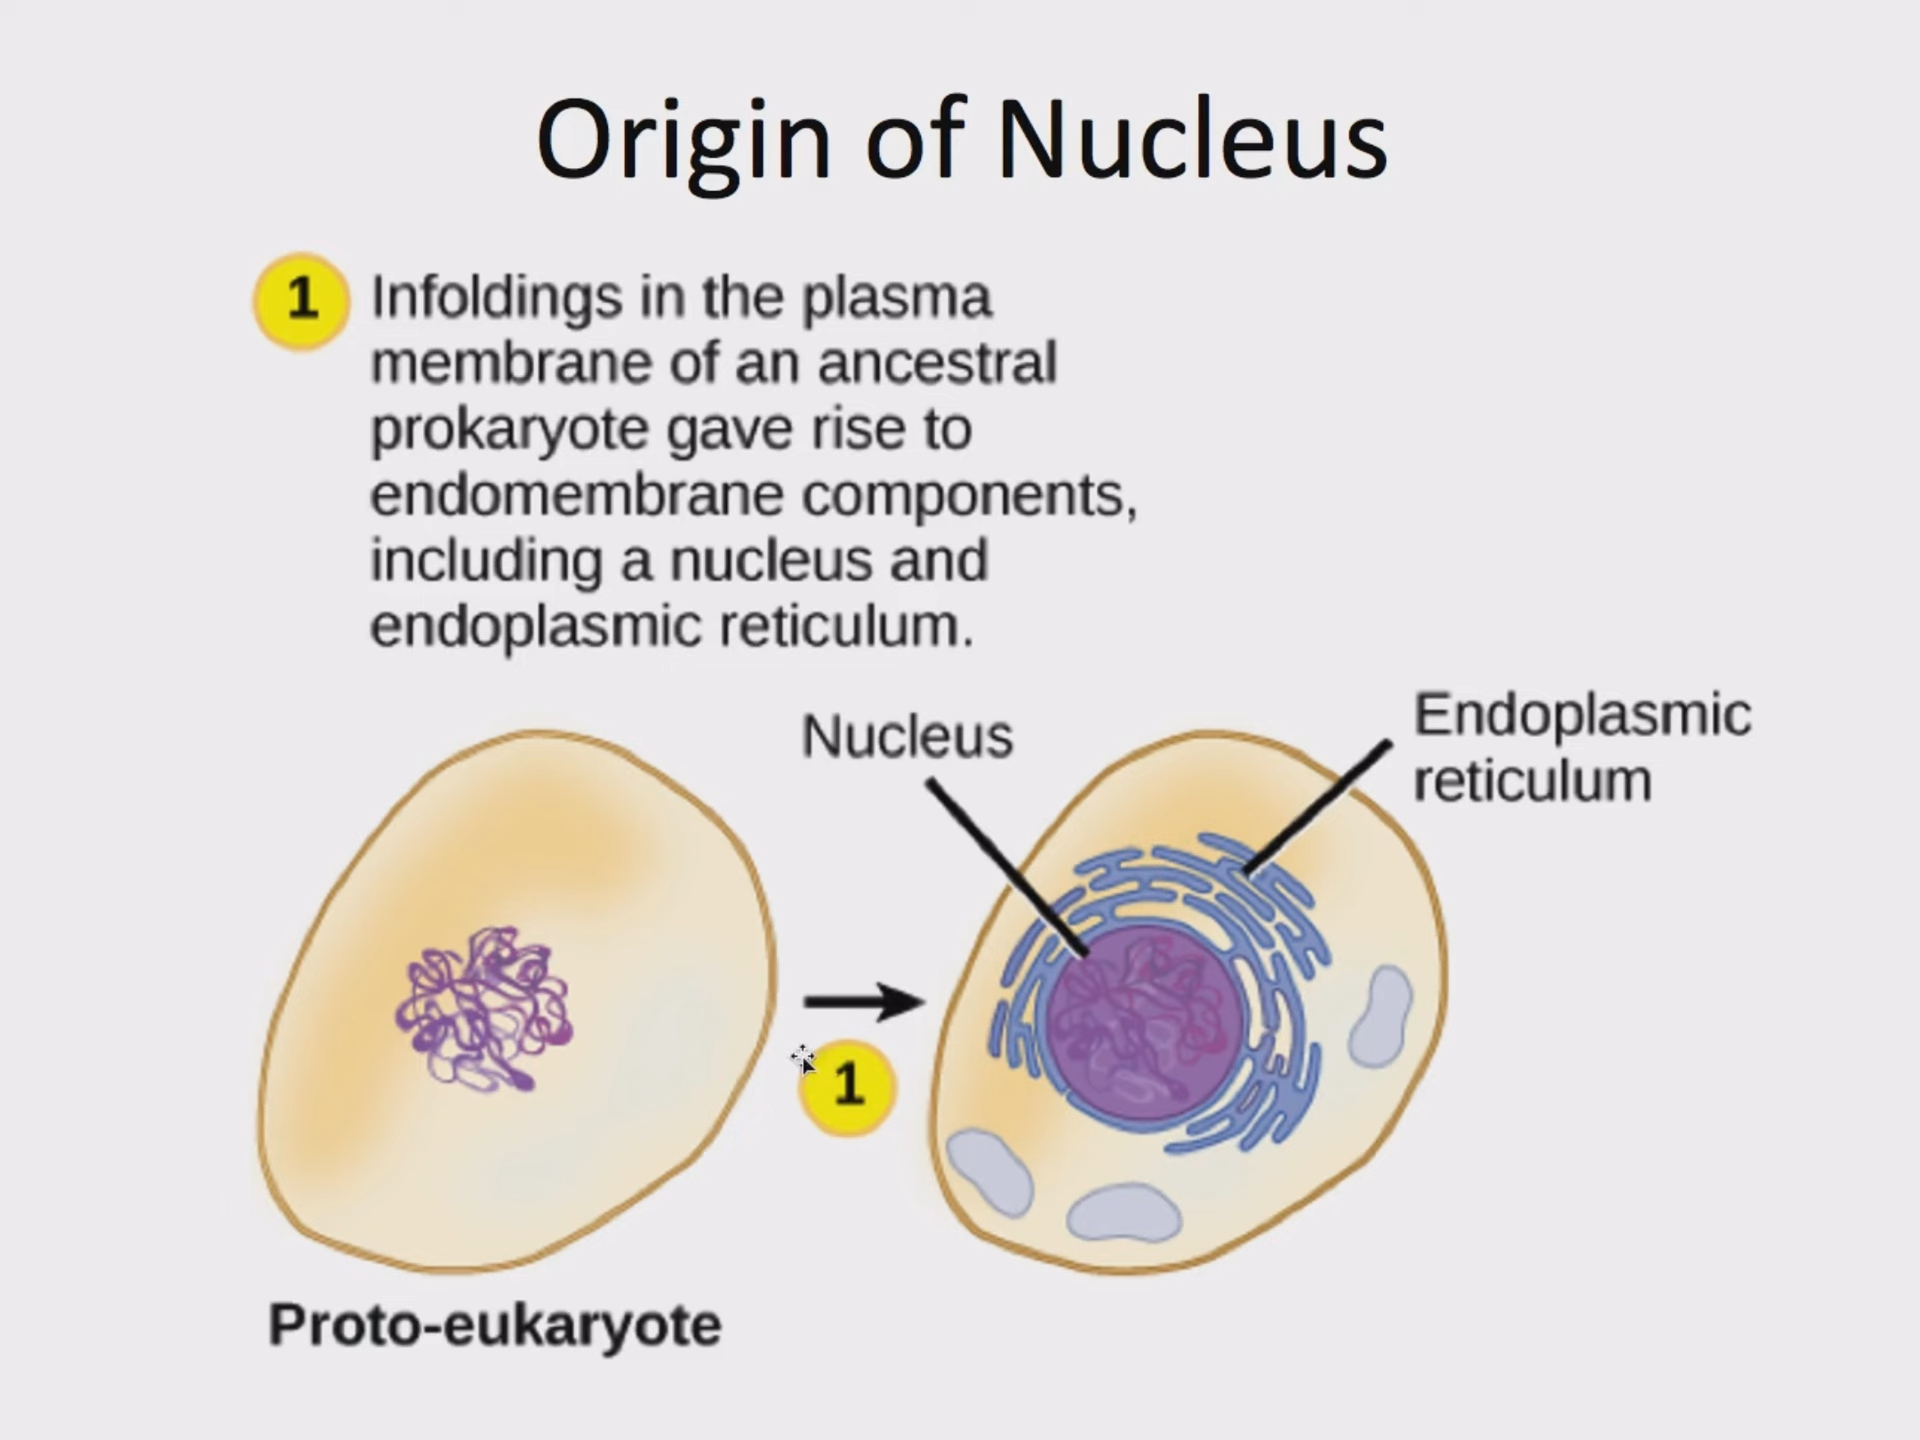 Origin of Nucleus
1
Infoldings in the plasma
membrane of an ancestral
prokaryote gave rise to
endomembrane components,
including a nucleus and
endoplasmic reticulum.
Nucleus
Endoplasmic
reticulum
1
Proto-eukaryote